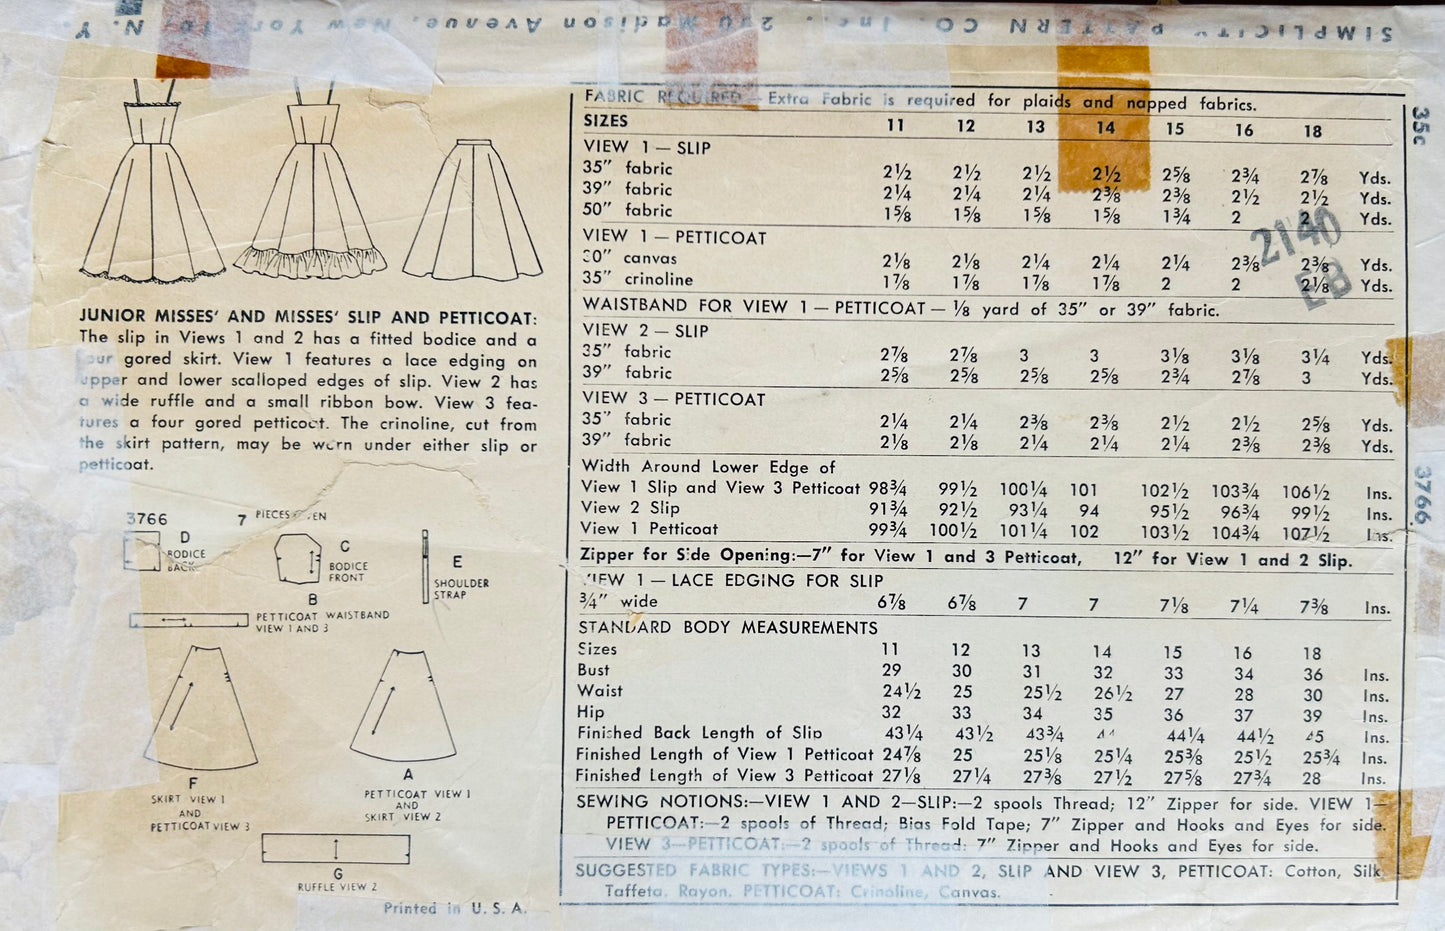 SIMPLICITY PATTERN CO. Inc. 200 Madison Avenue, New York 16, N. Y.
JUNIOR MISSES' AND MISSES' SLIP AND PETTICOAT:
The slip in Views 1 and 2 has a fitted bodice and a
four gored skirt. View 1 features a lace edging on
upper and lower scalloped edges of slip. View 2 has
a wide ruffle and a small ribbon bow. View 3 fea-
tures a four gored petticoat. The crinoline, cut from
the skirt pattern, may be worn under either slip or
petticoat.
3766 7 PIECES GIVEN
D
BODICE
BACK
C
BODICE
FRONT
E
SHOULDER
STRAP
B
PETTICOAT WAISTBAND
VIEW 1 AND 3
F
SKIRT VIEW 1
AND
PETTICOAT VIEW 3
A
PETTICOAT VIEW 1
AND
SKIRT VIEW 2
G
RUFFLE VIEW 2
Printed in U. S. A.
FABRIC REQUIRED — Extra Fabric is required for plaids and napped fabrics.
SIZES 11 12 13 14 15 16 18
VIEW 1 — SLIP
35" fabric 2½ 2½ 2½ 2½ 2⅝ 2¾ 2⅞ Yds.
39" fabric 2¼ 2¼ 2¼ 2⅜ 2⅜ 2½ 2½ Yds.
50" fabric 1⅝ 1⅝ 1⅝ 1⅝ 1¾ 2 2 Yds.
VIEW 1 — PETTICOAT
30" canvas 2⅛ 2⅛ 2¼ 2¼ 2¼ 2⅜ 2⅜ Yds.
35" crinoline 1⅞ 1⅞ 1⅞ 1⅞ 2 2 2⅛ Yds.
WAISTBAND FOR VIEW 1 — PETTICOAT — ⅛ yard of 35" or 39" fabric.
VIEW 2 — SLIP
35" fabric 2⅞ 2⅞ 3 3 3⅛ 3⅛ 3¼ Yds.
39" fabric 2⅝ 2⅝ 2⅝ 2⅝ 2¾ 2⅞ 3 Yds.
VIEW 3 — PETTICOAT
35" fabric 2¼ 2¼ 2⅜ 2⅜ 2½ 2½ 2⅝ Yds.
39" fabric 2⅛ 2⅛ 2¼ 2¼ 2¼ 2⅜ 2⅜ Yds.
Width Around Lower Edge of
View 1 Slip and View 3 Petticoat 98¾ 99½ 100¼ 101 102½ 103¾ 106½ Ins.
View 2 Slip 91¾ 92½ 93¼ 94 95½ 96¾ 99½ Ins.
View 1 Petticoat 99¾ 100½ 101¼ 102 103½ 104¾ 107½ Ins.
Zipper for Side Opening:—7" for View 1 and 3 Petticoat, 12" for View 1 and 2 Slip.
VIEW 1 — LACE EDGING FOR SLIP
¾" wide 6⅞ 6⅞ 7 7 7⅛ 7¼ 7⅜ Ins.
STANDARD BODY MEASUREMENTS
Sizes 11 12 13 14 15 16 18
Bust 29 30 31 32 33 34 36 Ins.
Waist 24½ 25 25½ 26½ 27 28 30 Ins.
Hip 32 33 34 35 36 37 39 Ins.
Finished Back Length of Slip 43¼ 43½ 43¾ 44¼ 44½ 45 Ins.
Finished Length of View 1 Petticoat 24⅞ 25 25⅛ 25¼ 25⅜ 25½ 25¾ Ins.
Finished Length of View 3 Petticoat 27⅛ 27¼ 27⅜ 27½ 27⅝ 27¾ 28 Ins.
SEWING NOTIONS:—VIEW 1 AND 2—SLIP:—2 spools Thread; 12" Zipper for side. VIEW 1—
PETTICOAT:—2 spools of Thread; Bias Fold Tape; 7" Zipper and Hooks and Eyes for side.
VIEW 3—PETTICOAT:—2 spools of Thread; 7" Zipper and Hooks and Eyes for side.
SUGGESTED FABRIC TYPES:—VIEWS 1 AND 2, SLIP AND VIEW 3, PETTICOAT: Cotton, Silk,
Taffeta, Rayon. PETTICOAT: Crinoline, Canvas.
2140
EB
35c
3766